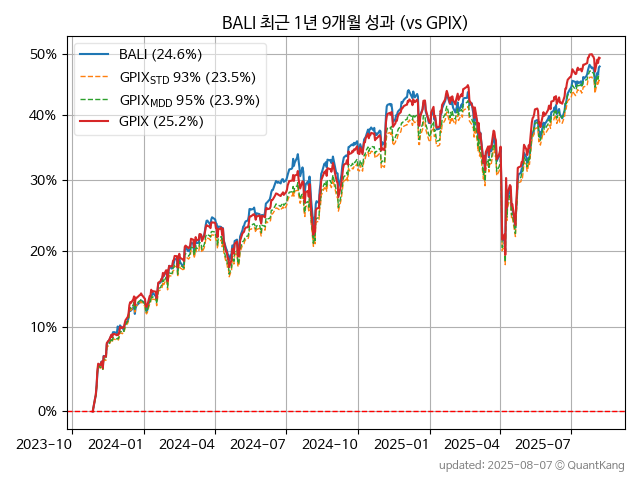 BALI 최근 1년 9개월 성과 (vs GPIX)
50%
40%
30%
20%
10%
0%
BALI (24.6%)
GPIXSTD 93% (23.5%)
GPIXMDD 95% (23.9%)
GPIX (25.2%)
2023-10 2024-01 2024-04 2024-07 2024-10 2025-01 2025-04 2025-07
updated: 2025-08-07 © QuantKang